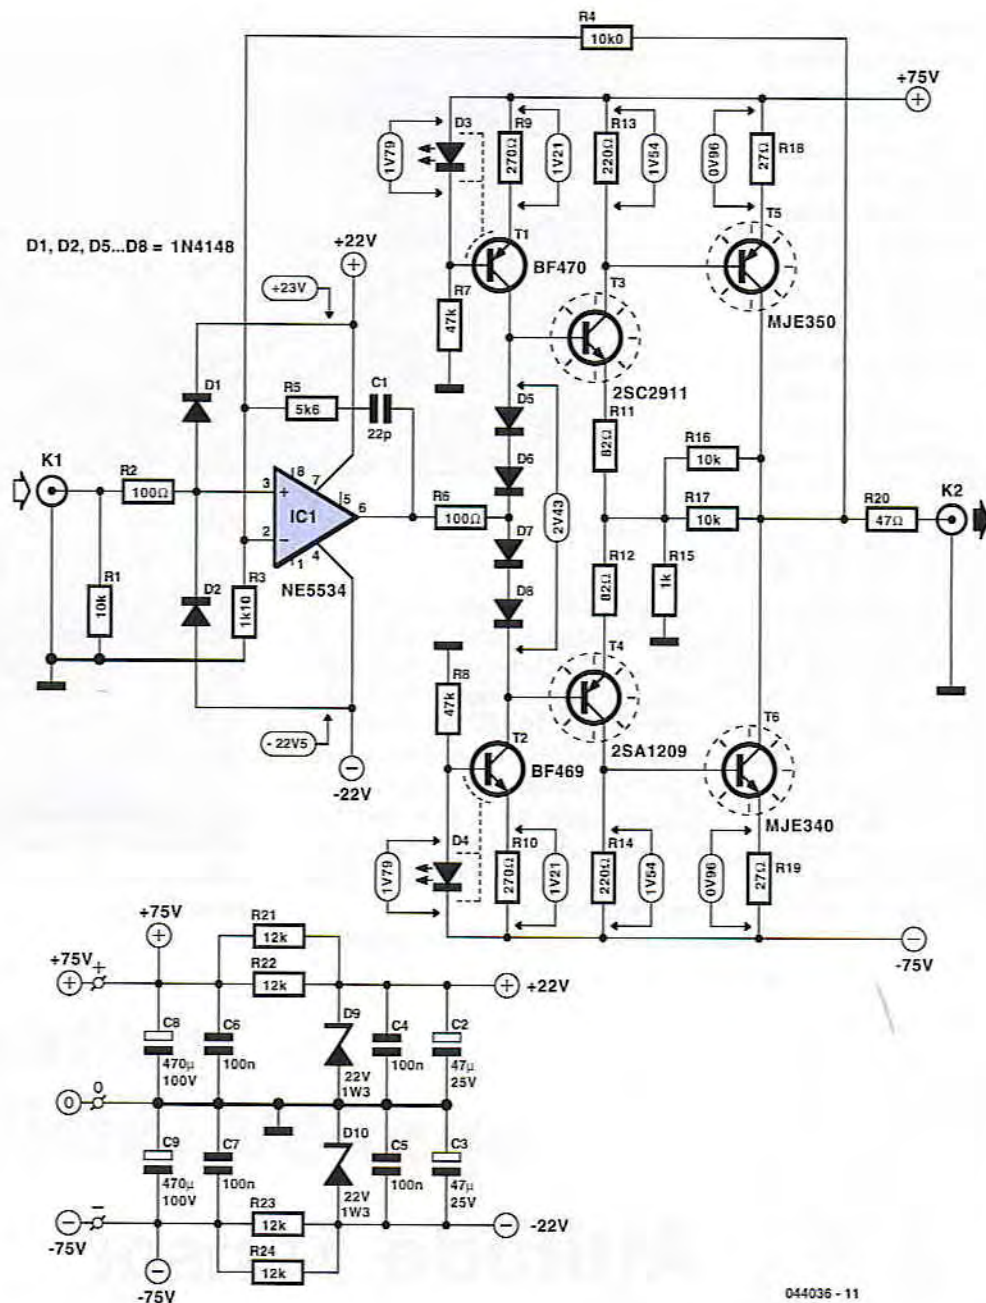 R4
10k0
+75V
D3
R9
R13
1V79
270Ω
1V21
220Ω
1V54
0V96
27Ω
R18
D1, D2, D5...D8 = 1N4148
+22V
T1
T5
+23V
BF470
R7
47k
T3
MJE350
D1
R5
5k6
C1
22p
2SC2911
D5
R11
82Ω
K1
R2
100Ω
D6
R16
10k
8
7
3
+
5
IC1
6
R6
100Ω
2V43
R17
10k
R20
47Ω
K2
2
−
4
1
D7
R1
10k
D2
R3
1k10
NE5534
D8
R12
82Ω
R15
1k
R8
47k
T4
- 22V5
T2
2SA1209
T6
-22V
BF469
MJE340
D4
R10
R14
1V79
270Ω
1V21
220Ω
1V54
0V96
27Ω
R19
+75V
R21
12k
-75V
+75V
+
R22
12k
+22V
C8
C6
D9
C4
C2
470µ
100V
100n
22V
1W3
100n
47µ
25V
0
0
C9
C7
D10
C5
C3
470µ
100V
100n
22V
1W3
100n
47µ
25V
−
R23
12k
-22V
-75V
R24
12k
-75V
044036 - 11